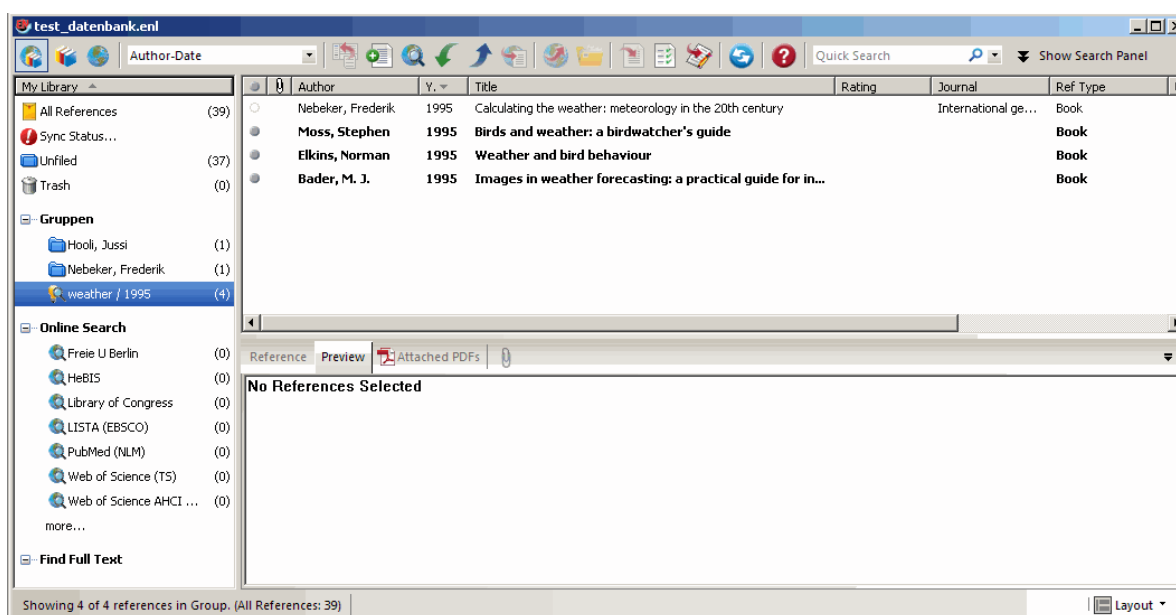 test_datenbank.enl
Author-Date Quick Search Show Search Panel
My Library Author Y. Title Rating Journal Ref Type
All References (39) Nebeker, Frederik 1995 Calculating the weather: meteorology in the 20th century International ge... Book
Sync Status... Moss, Stephen 1995 Birds and weather: a birdwatcher's guide Book
Unfiled (37) Elkins, Norman 1995 Weather and bird behaviour Book
Trash (0) Bader, M. J. 1995 Images in weather forecasting: a practical guide for in... Book
Gruppen
Hooli, Jussi (1)
Nebeker, Frederik (1)
weather / 1995 (4)
Online Search
Freie U Berlin (0) Reference Preview Attached PDFs
HeBIS (0) No References Selected
Library of Congress (0)
LISTA (EBSCO) (0)
PubMed (NLM) (0)
Web of Science (TS) (0)
Web of Science AHCI ... (0)
more...
Find Full Text
Showing 4 of 4 references in Group. (All References: 39) Layout